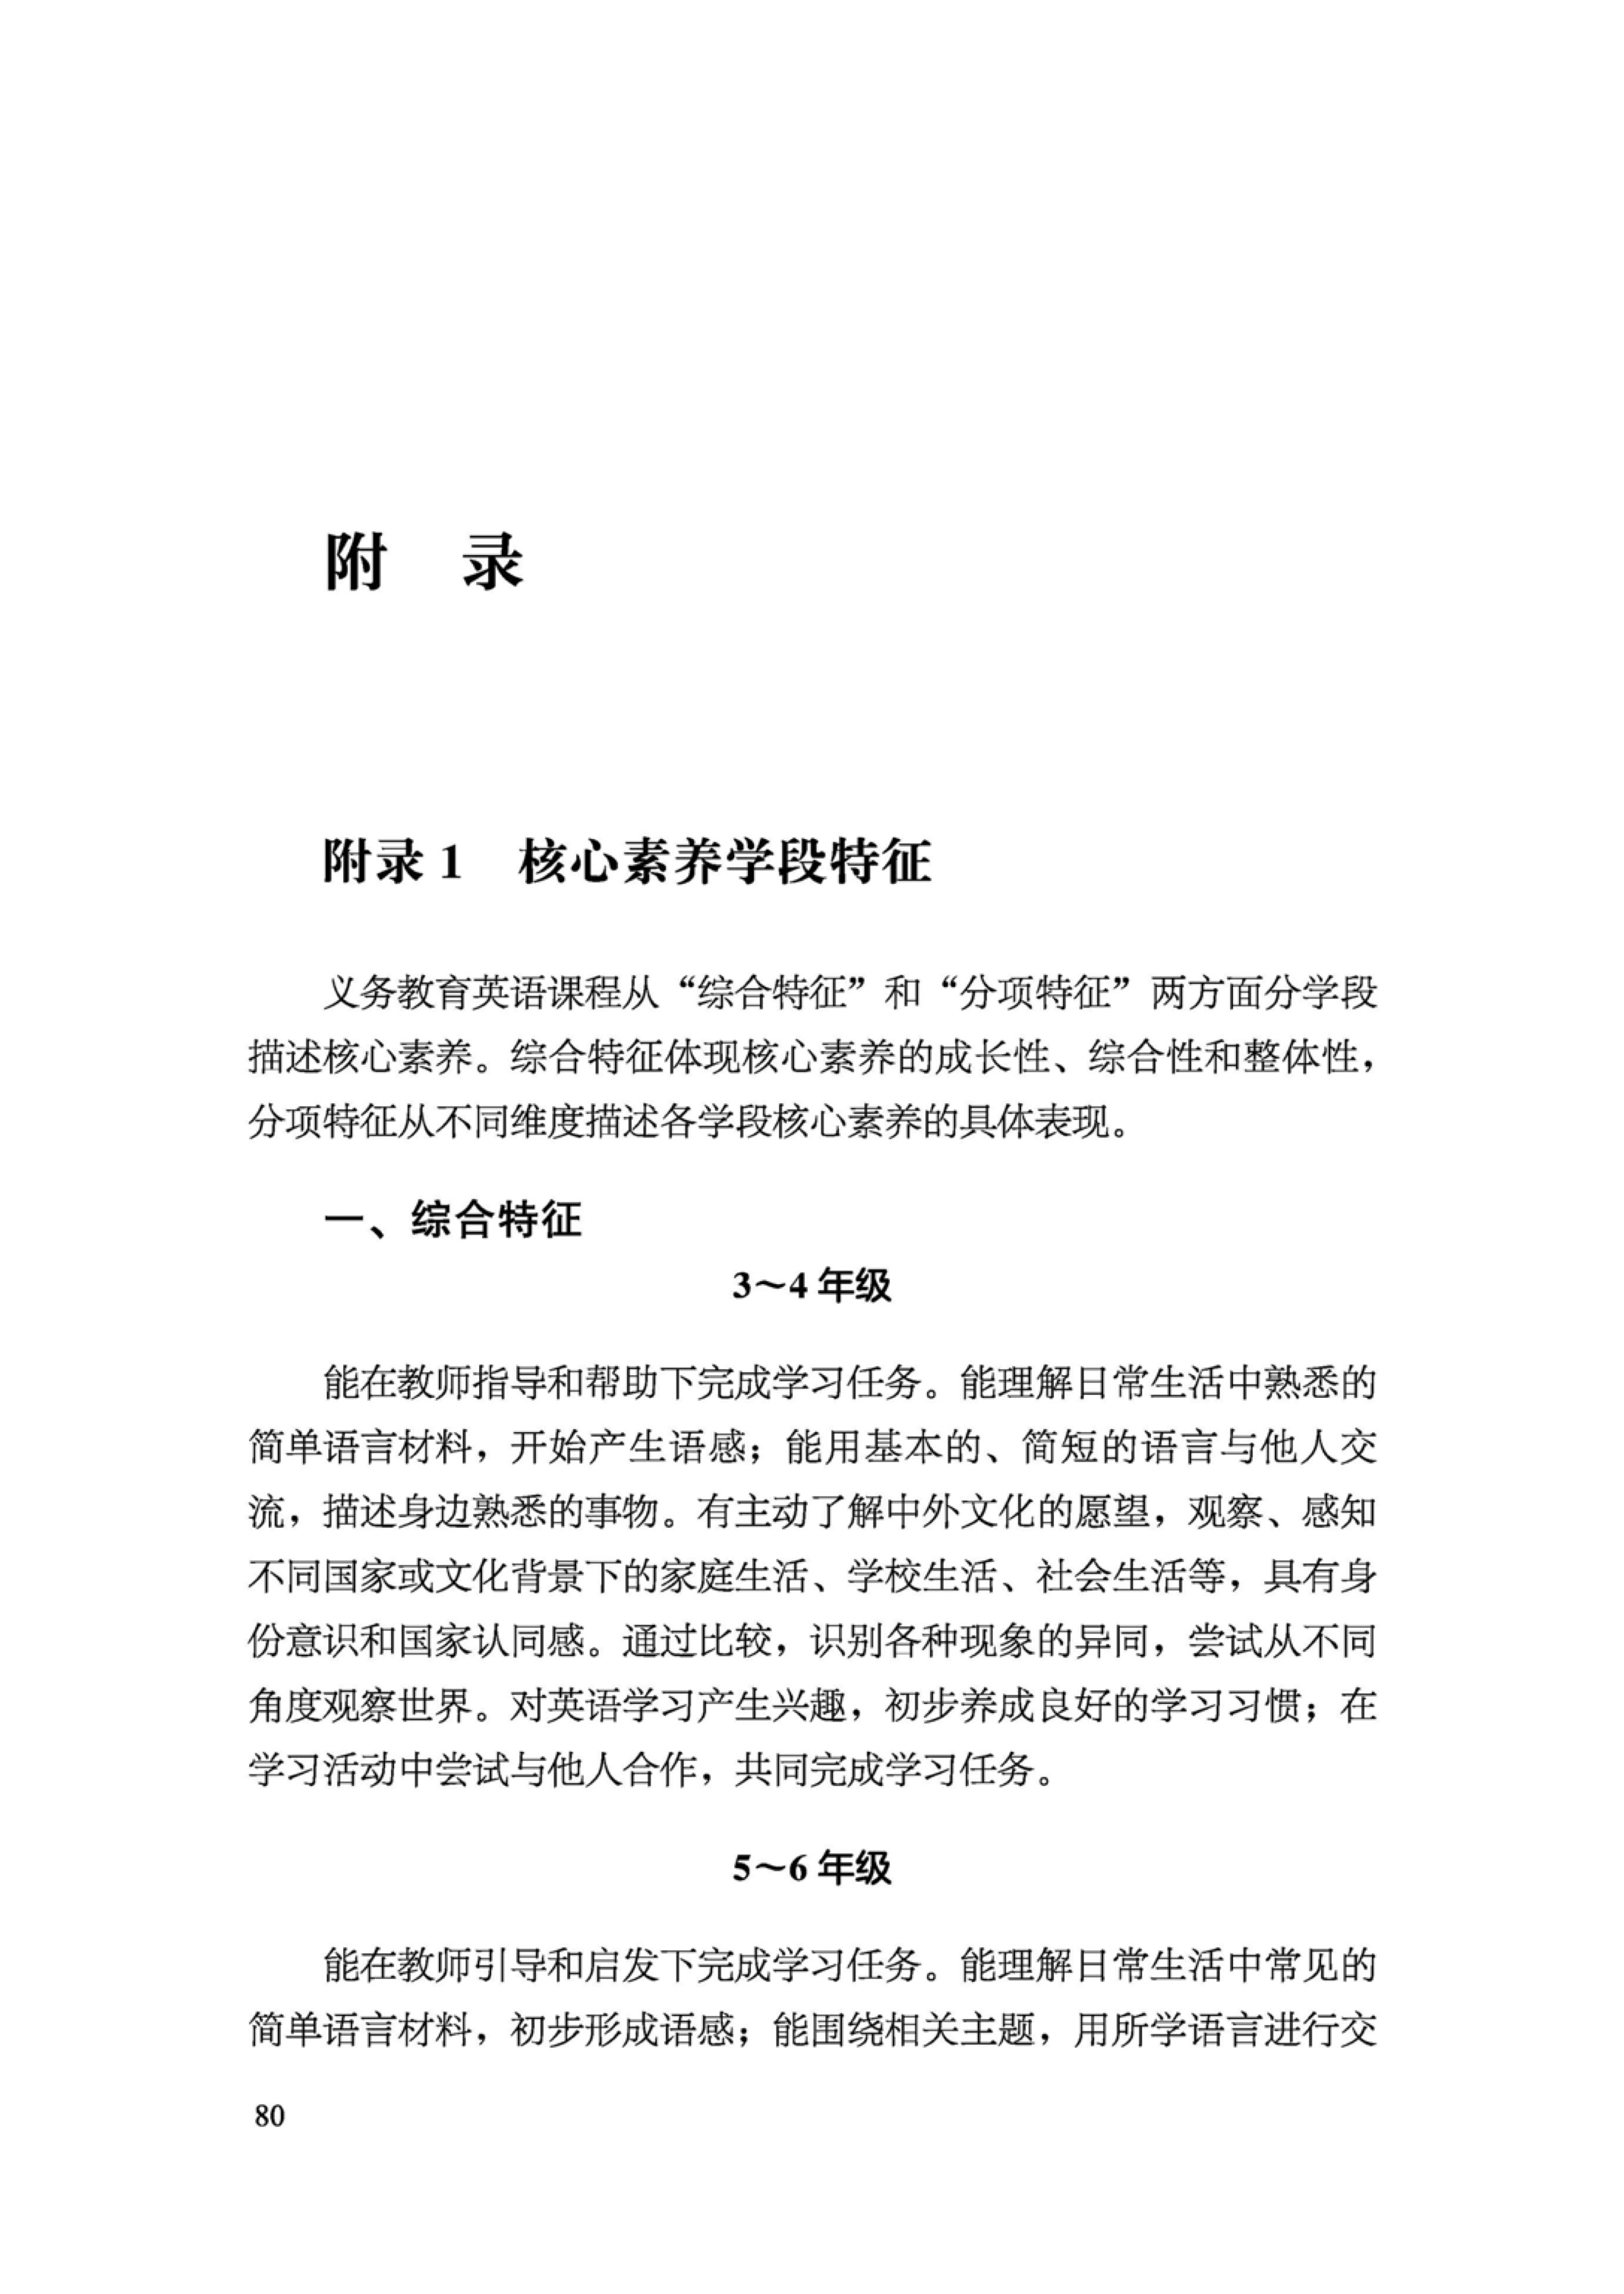 附　录
附录 1　核心素养学段特征
义务教育英语课程从“综合特征”和“分项特征”两方面分学段
描述核心素养。综合特征体现核心素养的成长性、综合性和整体性，
分项特征从不同维度描述各学段核心素养的具体表现。
一、综合特征
3～4 年级
能在教师指导和帮助下完成学习任务。能理解日常生活中熟悉的
简单语言材料，开始产生语感；能用基本的、简短的语言与他人交
流，描述身边熟悉的事物。有主动了解中外文化的愿望，观察、感知
不同国家或文化背景下的家庭生活、学校生活、社会生活等，具有身
份意识和国家认同感。通过比较，识别各种现象的异同，尝试从不同
角度观察世界。对英语学习产生兴趣，初步养成良好的学习习惯；在
学习活动中尝试与他人合作，共同完成学习任务。
5～6 年级
能在教师引导和启发下完成学习任务。能理解日常生活中常见的
简单语言材料，初步形成语感；能围绕相关主题，用所学语言进行交
80